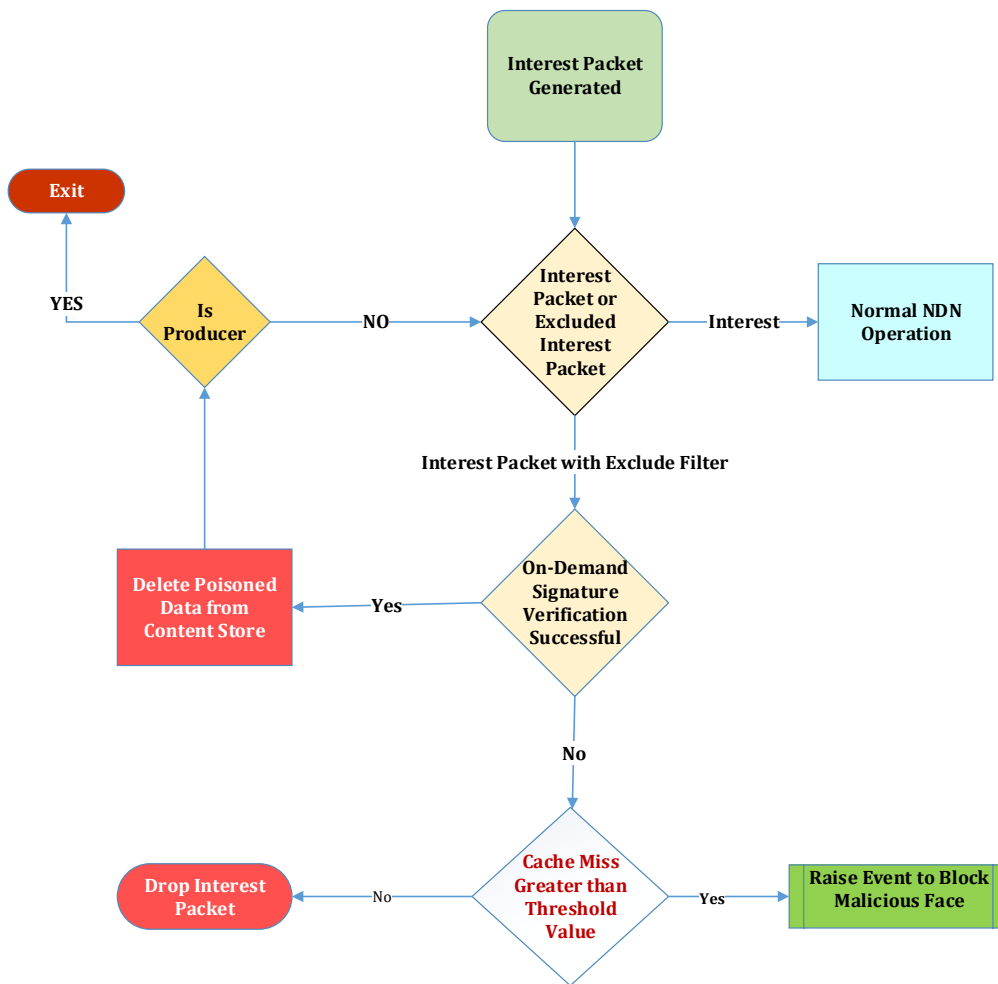 Interest Packet
Generated
Exit
YES
Is
Producer
NO
Interest
Packet or
Excluded
Interest
Packet
Interest
Normal NDN
Operation
Interest Packet with Exclude Filter
Delete Poisoned
Data from
Content Store
Yes
On-Demand
Signature
Verification
Successful
No
Drop Interest
Packet
No
Cache Miss
Greater than
Threshold
Value
Yes
Raise Event to Block
Malicious Face